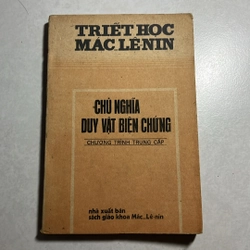 TRIẾT HỌC
MÁC LÊNIN
CHỦ NGHĨA
DUY VẬT BIỆN CHỨNG
CHƯƠNG TRÌNH TRUNG CẤP
nhà xuất bản
sách giáo khoa Mác. Lê nin